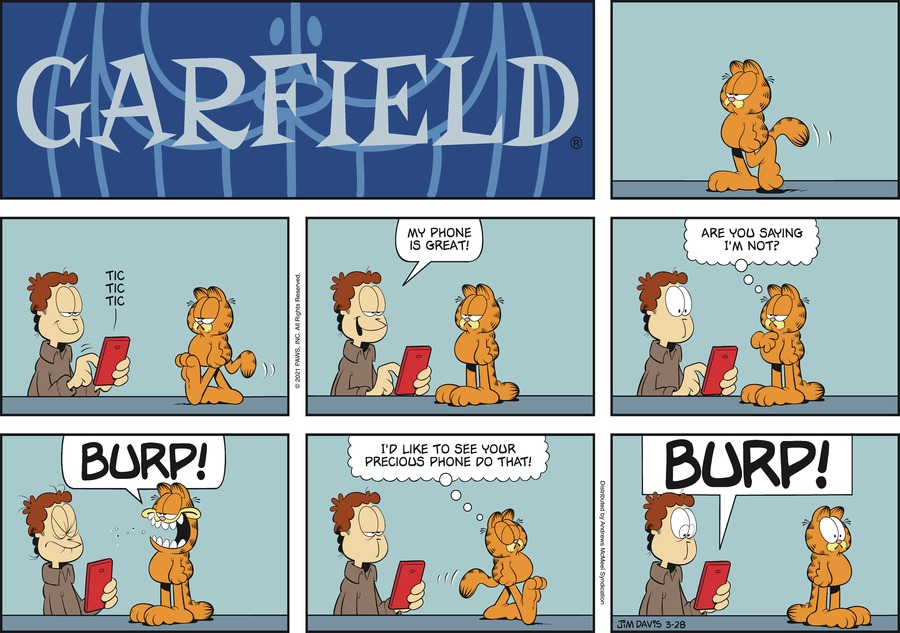 GARFIELD
®
TIC
TIC
TIC
© 2021 PAWS, INC. All Rights Reserved.
MY PHONE
IS GREAT!
ARE YOU SAYING
I'M NOT?
BURP!
I'D LIKE TO SEE YOUR
PRECIOUS PHONE DO THAT!
Distributed by Andrews McMeel Syndication
BURP!
JIM DAVIS 3-28